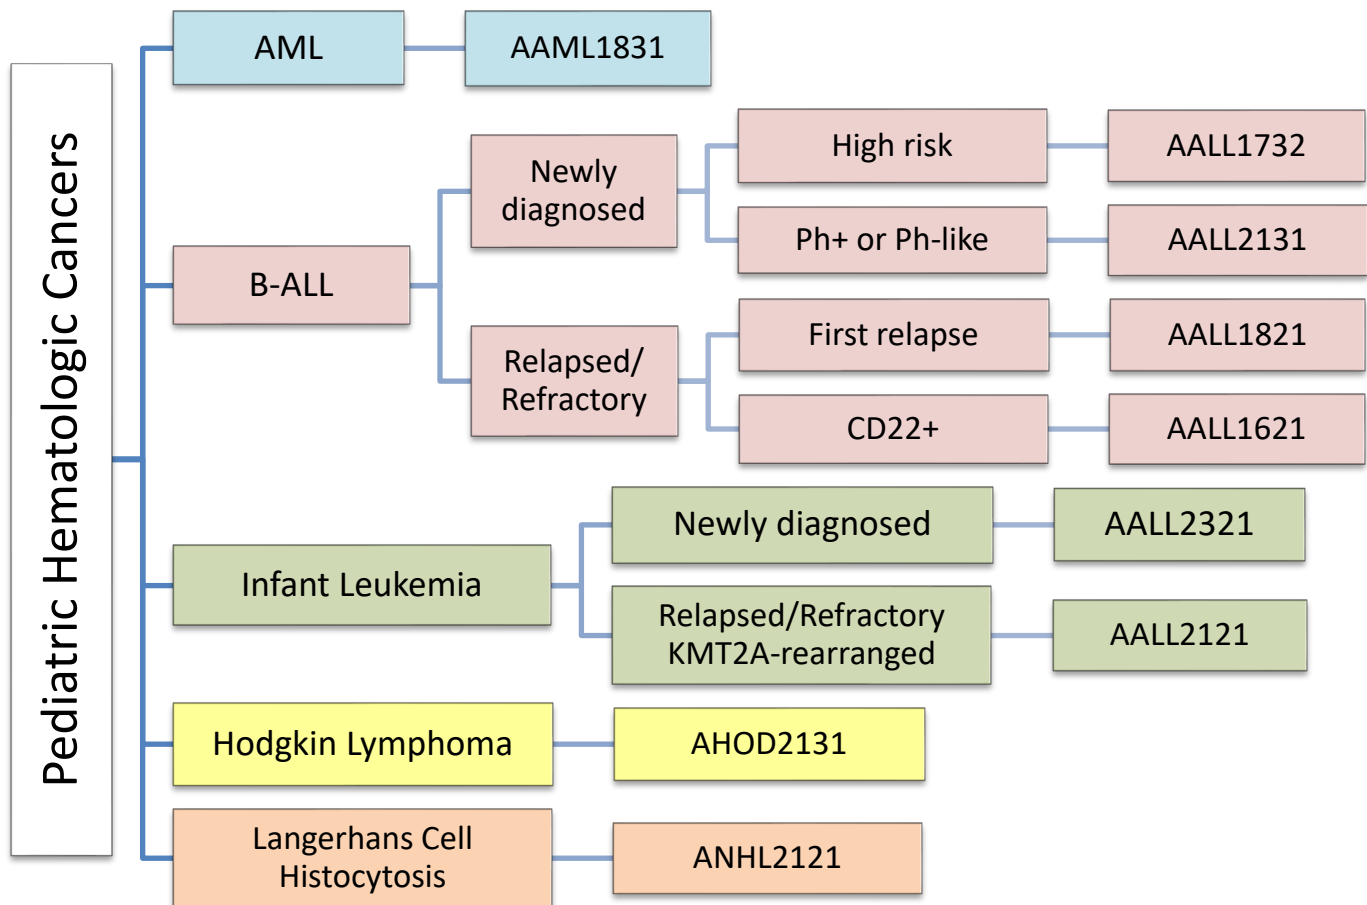 Pediatric Hematologic Cancers
AML
AAML1831
B-ALL
Newly
diagnosed
High risk
AALL1732
Ph+ or Ph-like
AALL2131
Relapsed/
Refractory
First relapse
AALL1821
CD22+
AALL1621
Infant Leukemia
Newly diagnosed
AALL2321
Relapsed/Refractory
KMT2A-rearranged
AALL2121
Hodgkin Lymphoma
AHOD2131
Langerhans Cell
Histocytosis
ANHL2121